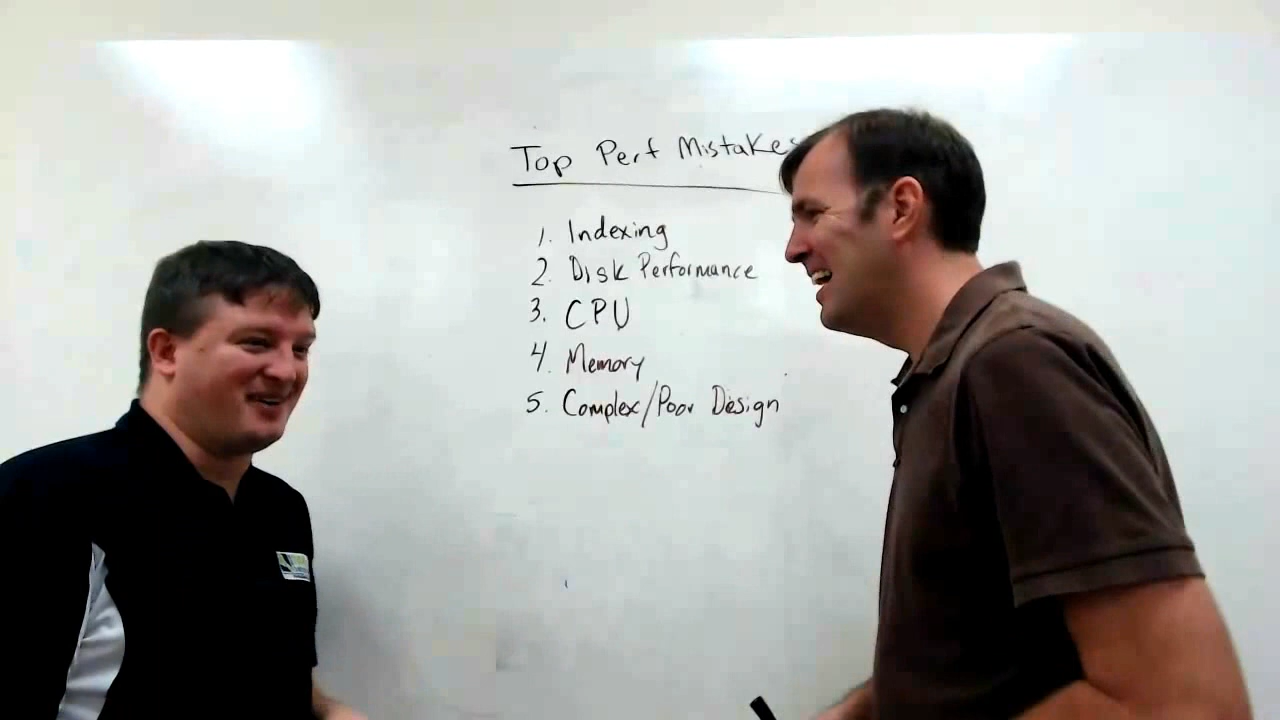 Top Perf Mistakes
1. Indexing
2. Disk Performance
3. CPU
4. Memory
5. Complex/Poor Design